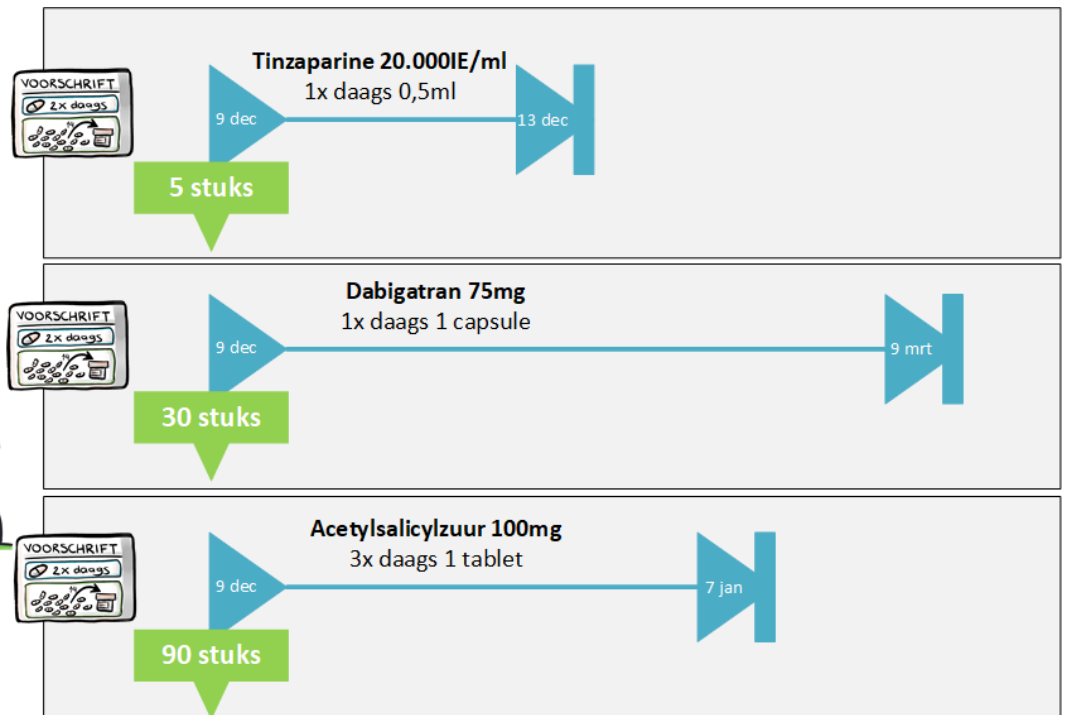 Tinzaparine 20.000IE/ml
1x daags 0,5ml
VOORSCHRIFT
2x daags
9 dec
13 dec
5 stuks
Dabigatran 75mg
1x daags 1 capsule
VOORSCHRIFT
2x daags
9 dec
9 mrt
30 stuks
Acetylsalicylzuur 100mg
3x daags 1 tablet
VOORSCHRIFT
2x daags
9 dec
7 jan
90 stuks